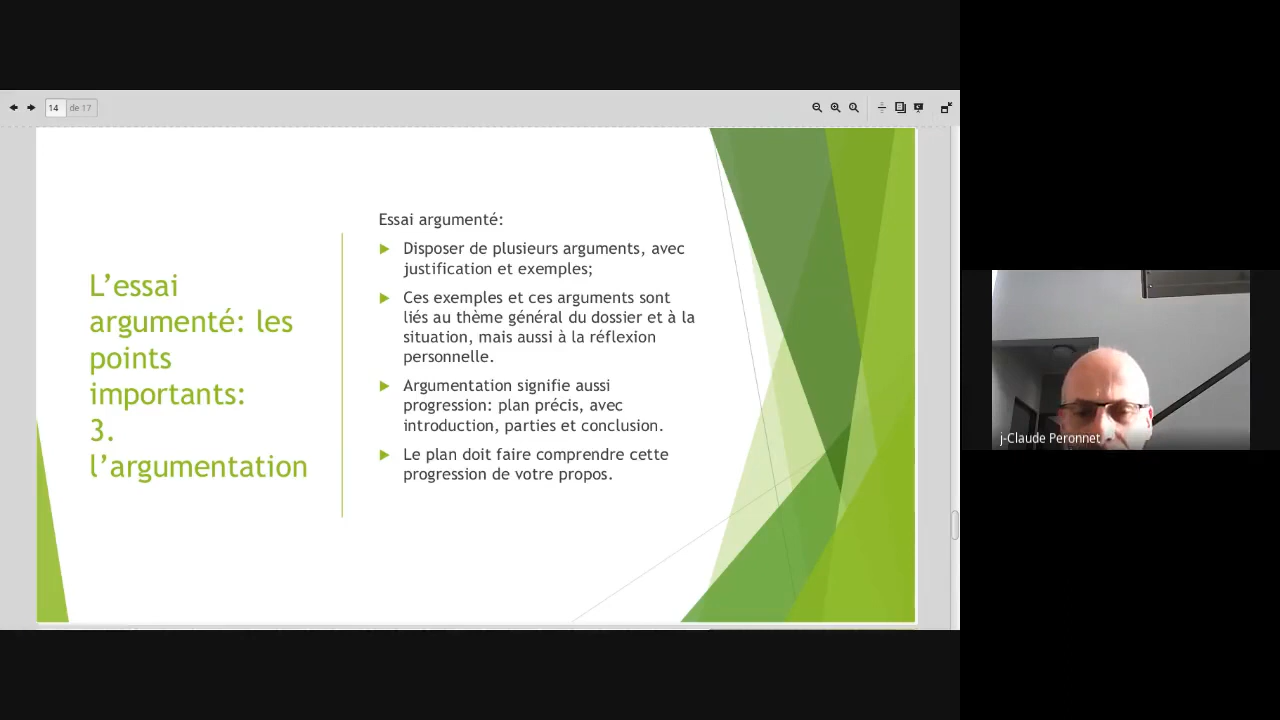 14 de 17
L’essai
argumenté: les
points
importants:
3.
l’argumentation
Essai argumenté:
Disposer de plusieurs arguments, avec
justification et exemples;
Ces exemples et ces arguments sont
liés au thème général du dossier et à la
situation, mais aussi à la réflexion
personnelle.
Argumentation signifie aussi
progression: plan précis, avec
introduction, parties et conclusion.
Le plan doit faire comprendre cette
progression de votre propos.
j-Claude Peronnet